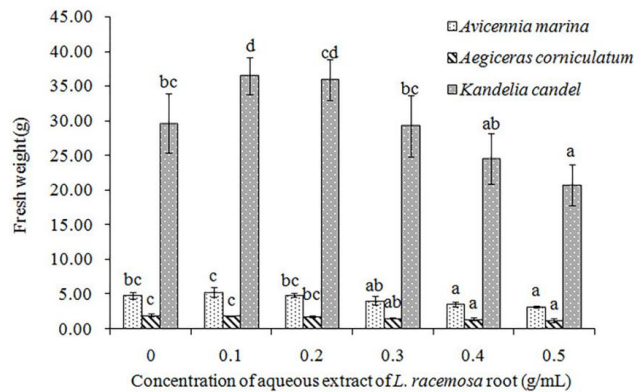 45.00
40.00
35.00
30.00
25.00
20.00
15.00
10.00
5.00
0.00
Fresh weight(g)
Avicennia marina
Aegiceras corniculatum
Kandelia candel
bc c bc
c c d
bc bc cd
ab ab bc
a a ab
a a a
0 0.1 0.2 0.3 0.4 0.5
Concentration of aqueous extract of L. racemosa root (g/mL)